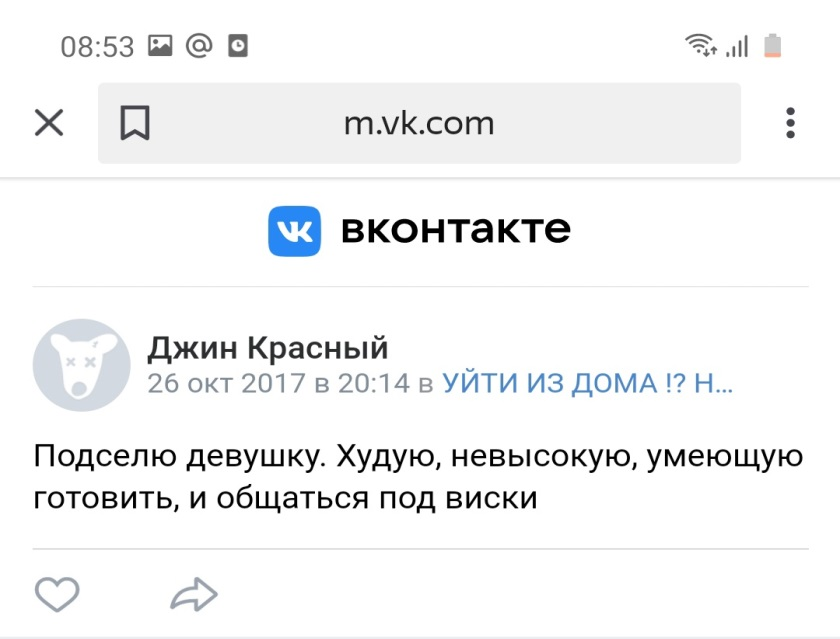 08:53
m.vk.com
вконтакте
Джин Красный
26 окт 2017 в 20:14 в УЙТИ ИЗ ДОМА !? Н...
Подселю девушку. Худую, невысокую, умеющую
готовить, и общаться под виски